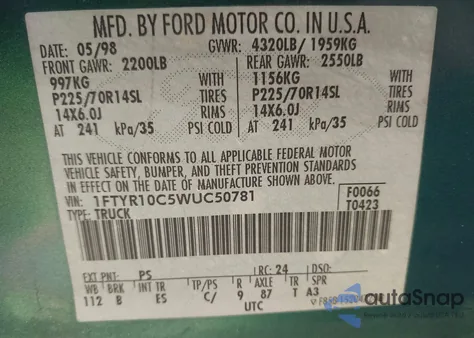 MFD. BY FORD MOTOR CO. IN U.S.A.
DATE: 05/98 GVWR: 4320LB/ 1959KG
FRONT GAWR: 2200LB REAR GAWR: 2550LB
997KG WITH 1156KG WITH
P225/70R14SL TIRES P225/70R14SL TIRES
14X6.0J RIMS 14X6.0J RIMS
AT 241 kPa/35 PSI COLD AT 241 kPa/35 PSI COLD
THIS VEHICLE CONFORMS TO ALL APPLICABLE FEDERAL MOTOR
VEHICLE SAFETY, BUMPER, AND THEFT PREVENTION STANDARDS
IN EFFECT ON THE DATE OF MANUFACTURE SHOWN ABOVE.
VIN: 1FTYR10C5WUC50781 F0066
TYPE: TRUCK T0423
EXT PNT: PS RC: 24 DSO:
WB BRK INT TR TP/PS R AXLE TR SPR
112 B ES C/ 9 87 T A3
UTC
autaSnap